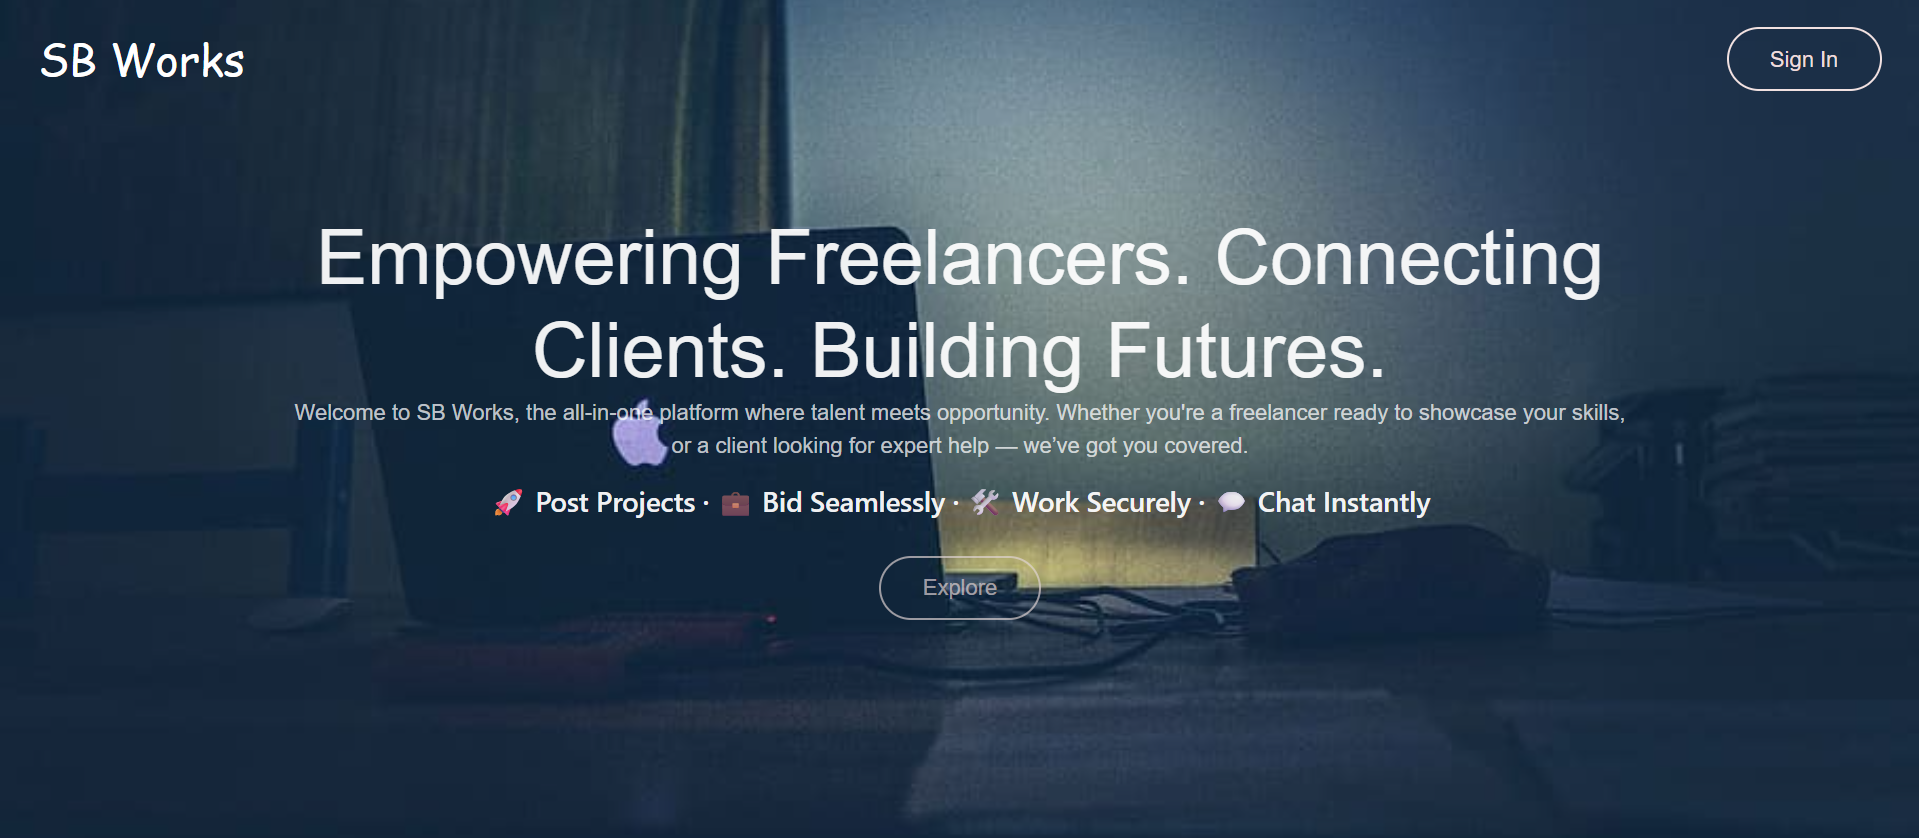 SB Works
Sign In
Empowering Freelancers. Connecting
Clients. Building Futures.
Welcome to SB Works, the all-in-one platform where talent meets opportunity. Whether you're a freelancer ready to showcase your skills,
or a client looking for expert help — we’ve got you covered.
🚀 Post Projects · 💼 Bid Seamlessly · 🛠️ Work Securely · 💬 Chat Instantly
Explore